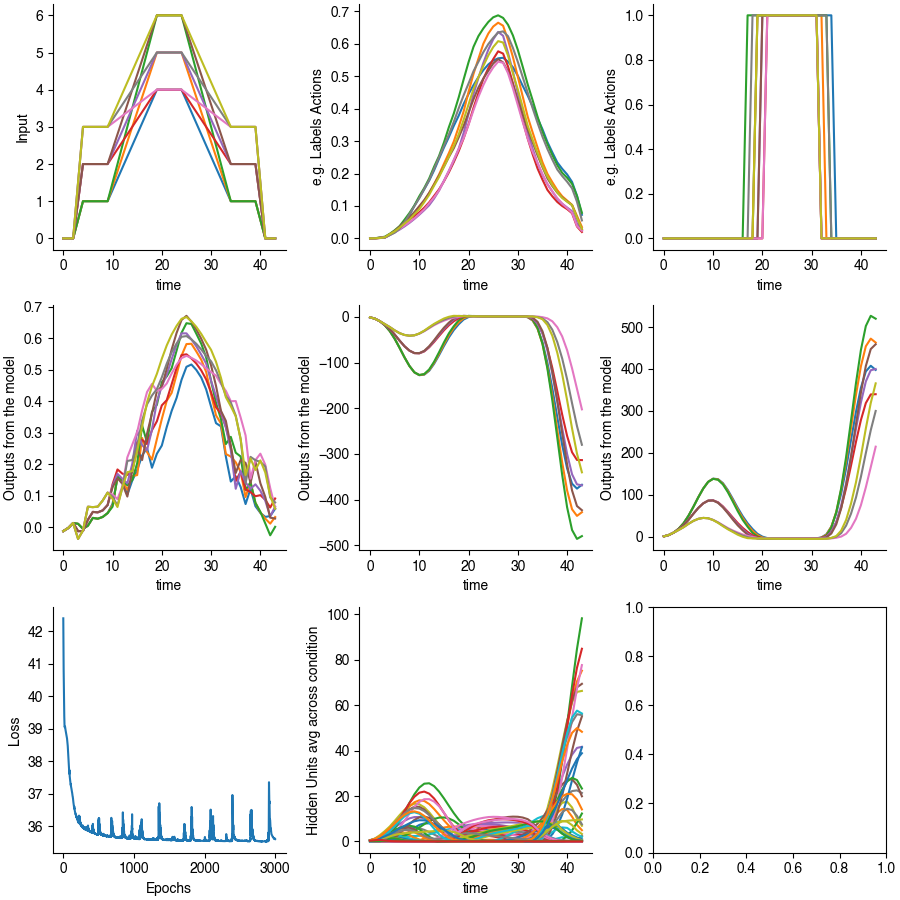 6
5
4
3
2
1
0
Input
0 10 20 30 40
time
0.7
0.6
0.5
0.4
0.3
0.2
0.1
0.0
e.g. Labels Actions
0 10 20 30 40
time
1.0
0.8
0.6
0.4
0.2
0.0
e.g. Labels Actions
0 10 20 30 40
time
0.7
0.6
0.5
0.4
0.3
0.2
0.1
0.0
Outputs from the model
0 10 20 30 40
time
0
−100
−200
−300
−400
−500
Outputs from the model
0 10 20 30 40
time
500
400
300
200
100
0
Outputs from the model
0 10 20 30 40
time
42
41
40
39
38
37
36
Loss
0 1000 2000 3000
Epochs
100
80
60
40
20
0
Hidden Units avg across condition
0 10 20 30 40
time
1.0
0.8
0.6
0.4
0.2
0.0
0.0 0.2 0.4 0.6 0.8 1.0